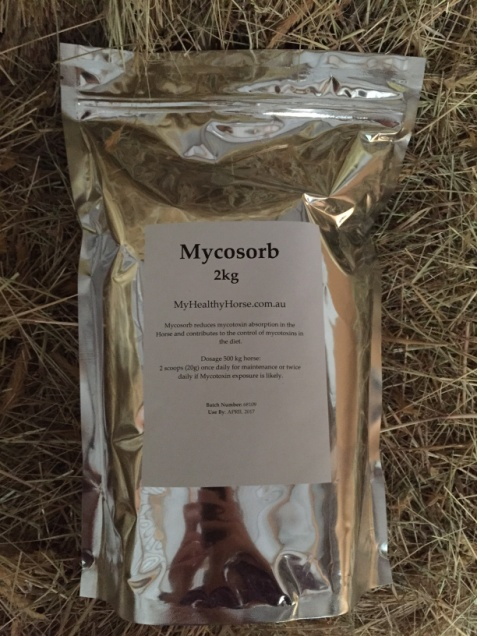 Mycosorb
2kg
MyHealthyHorse.com.au
Mycosorb reduces mycotoxin absorption in the
Horse and contributes to the control of mycotoxins in
the diet.
Dosage 500 kg horse:
2 scoops (20g) once daily for maintenance or twice
daily if Mycotoxin exposure is likely.
Batch Number:
Use By: APRIL 2017